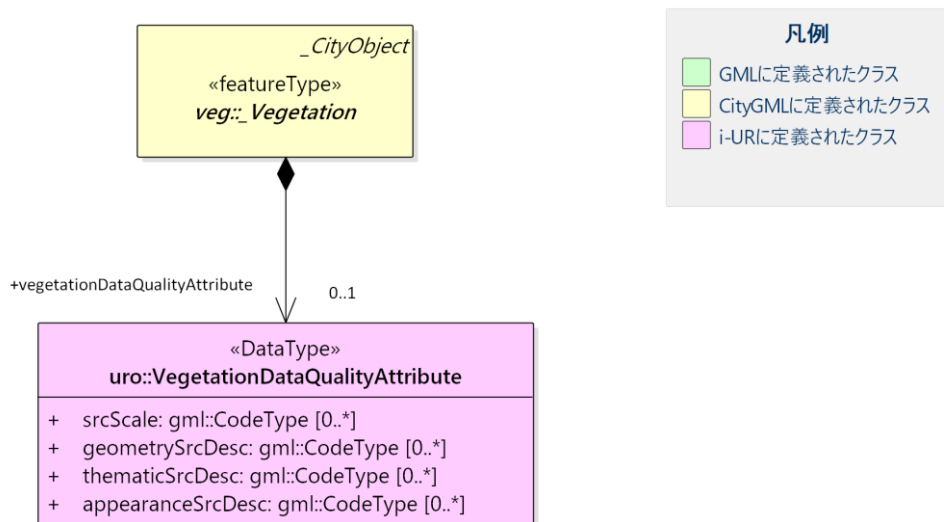 _CityObject
«featureType»
veg::_Vegetation
+vegetationDataQualityAttribute
0..1
«DataType»
uro::VegetationDataQualityAttribute
+ srcScale: gml::CodeType [0..*]
+ geometrySrcDesc: gml::CodeType [0..*]
+ thematicSrcDesc: gml::CodeType [0..*]
+ appearanceSrcDesc: gml::CodeType [0..*]
凡例
GMLに定義されたクラス
CityGMLに定義されたクラス
i-URに定義されたクラス